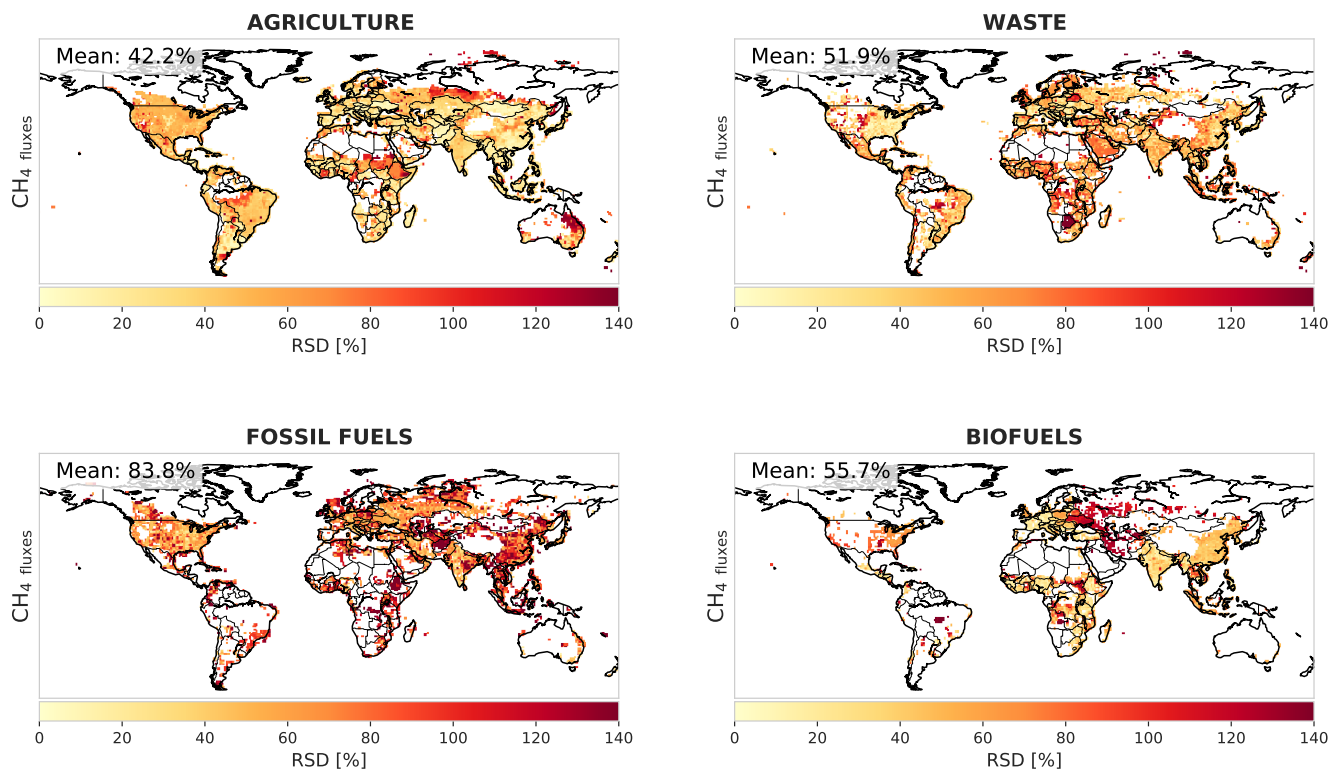 AGRICULTURE
WASTE
Mean: 42.2%
Mean: 51.9%
CH4 fluxes
CH4 fluxes
0 20 40 60 80 100 120 140
0 20 40 60 80 100 120 140
RSD [%]
RSD [%]
FOSSIL FUELS
BIOFUELS
Mean: 83.8%
Mean: 55.7%
CH4 fluxes
CH4 fluxes
0 20 40 60 80 100 120 140
0 20 40 60 80 100 120 140
RSD [%]
RSD [%]